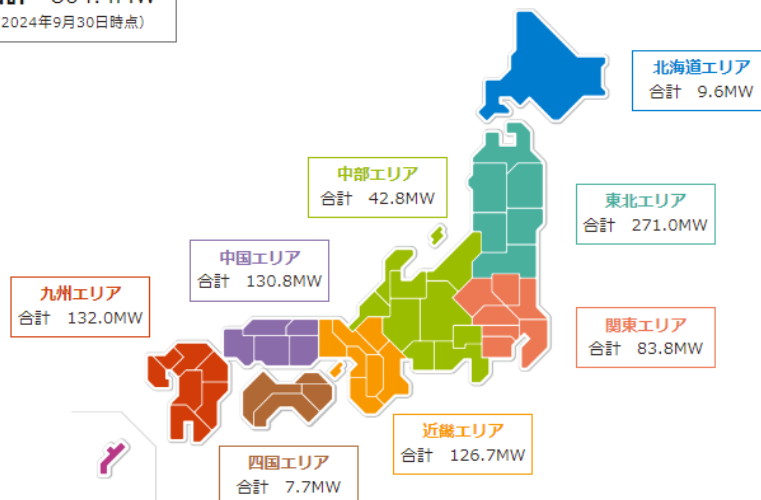 (2024年9月30日時点)
北海道エリア
合計 9.6MW
中部エリア
合計 42.8MW
東北エリア
合計 271.0MW
中国エリア
合計 130.8MW
九州エリア
合計 132.0MW
関東エリア
合計 83.8MW
近畿エリア
合計 126.7MW
四国エリア
合計 7.7MW